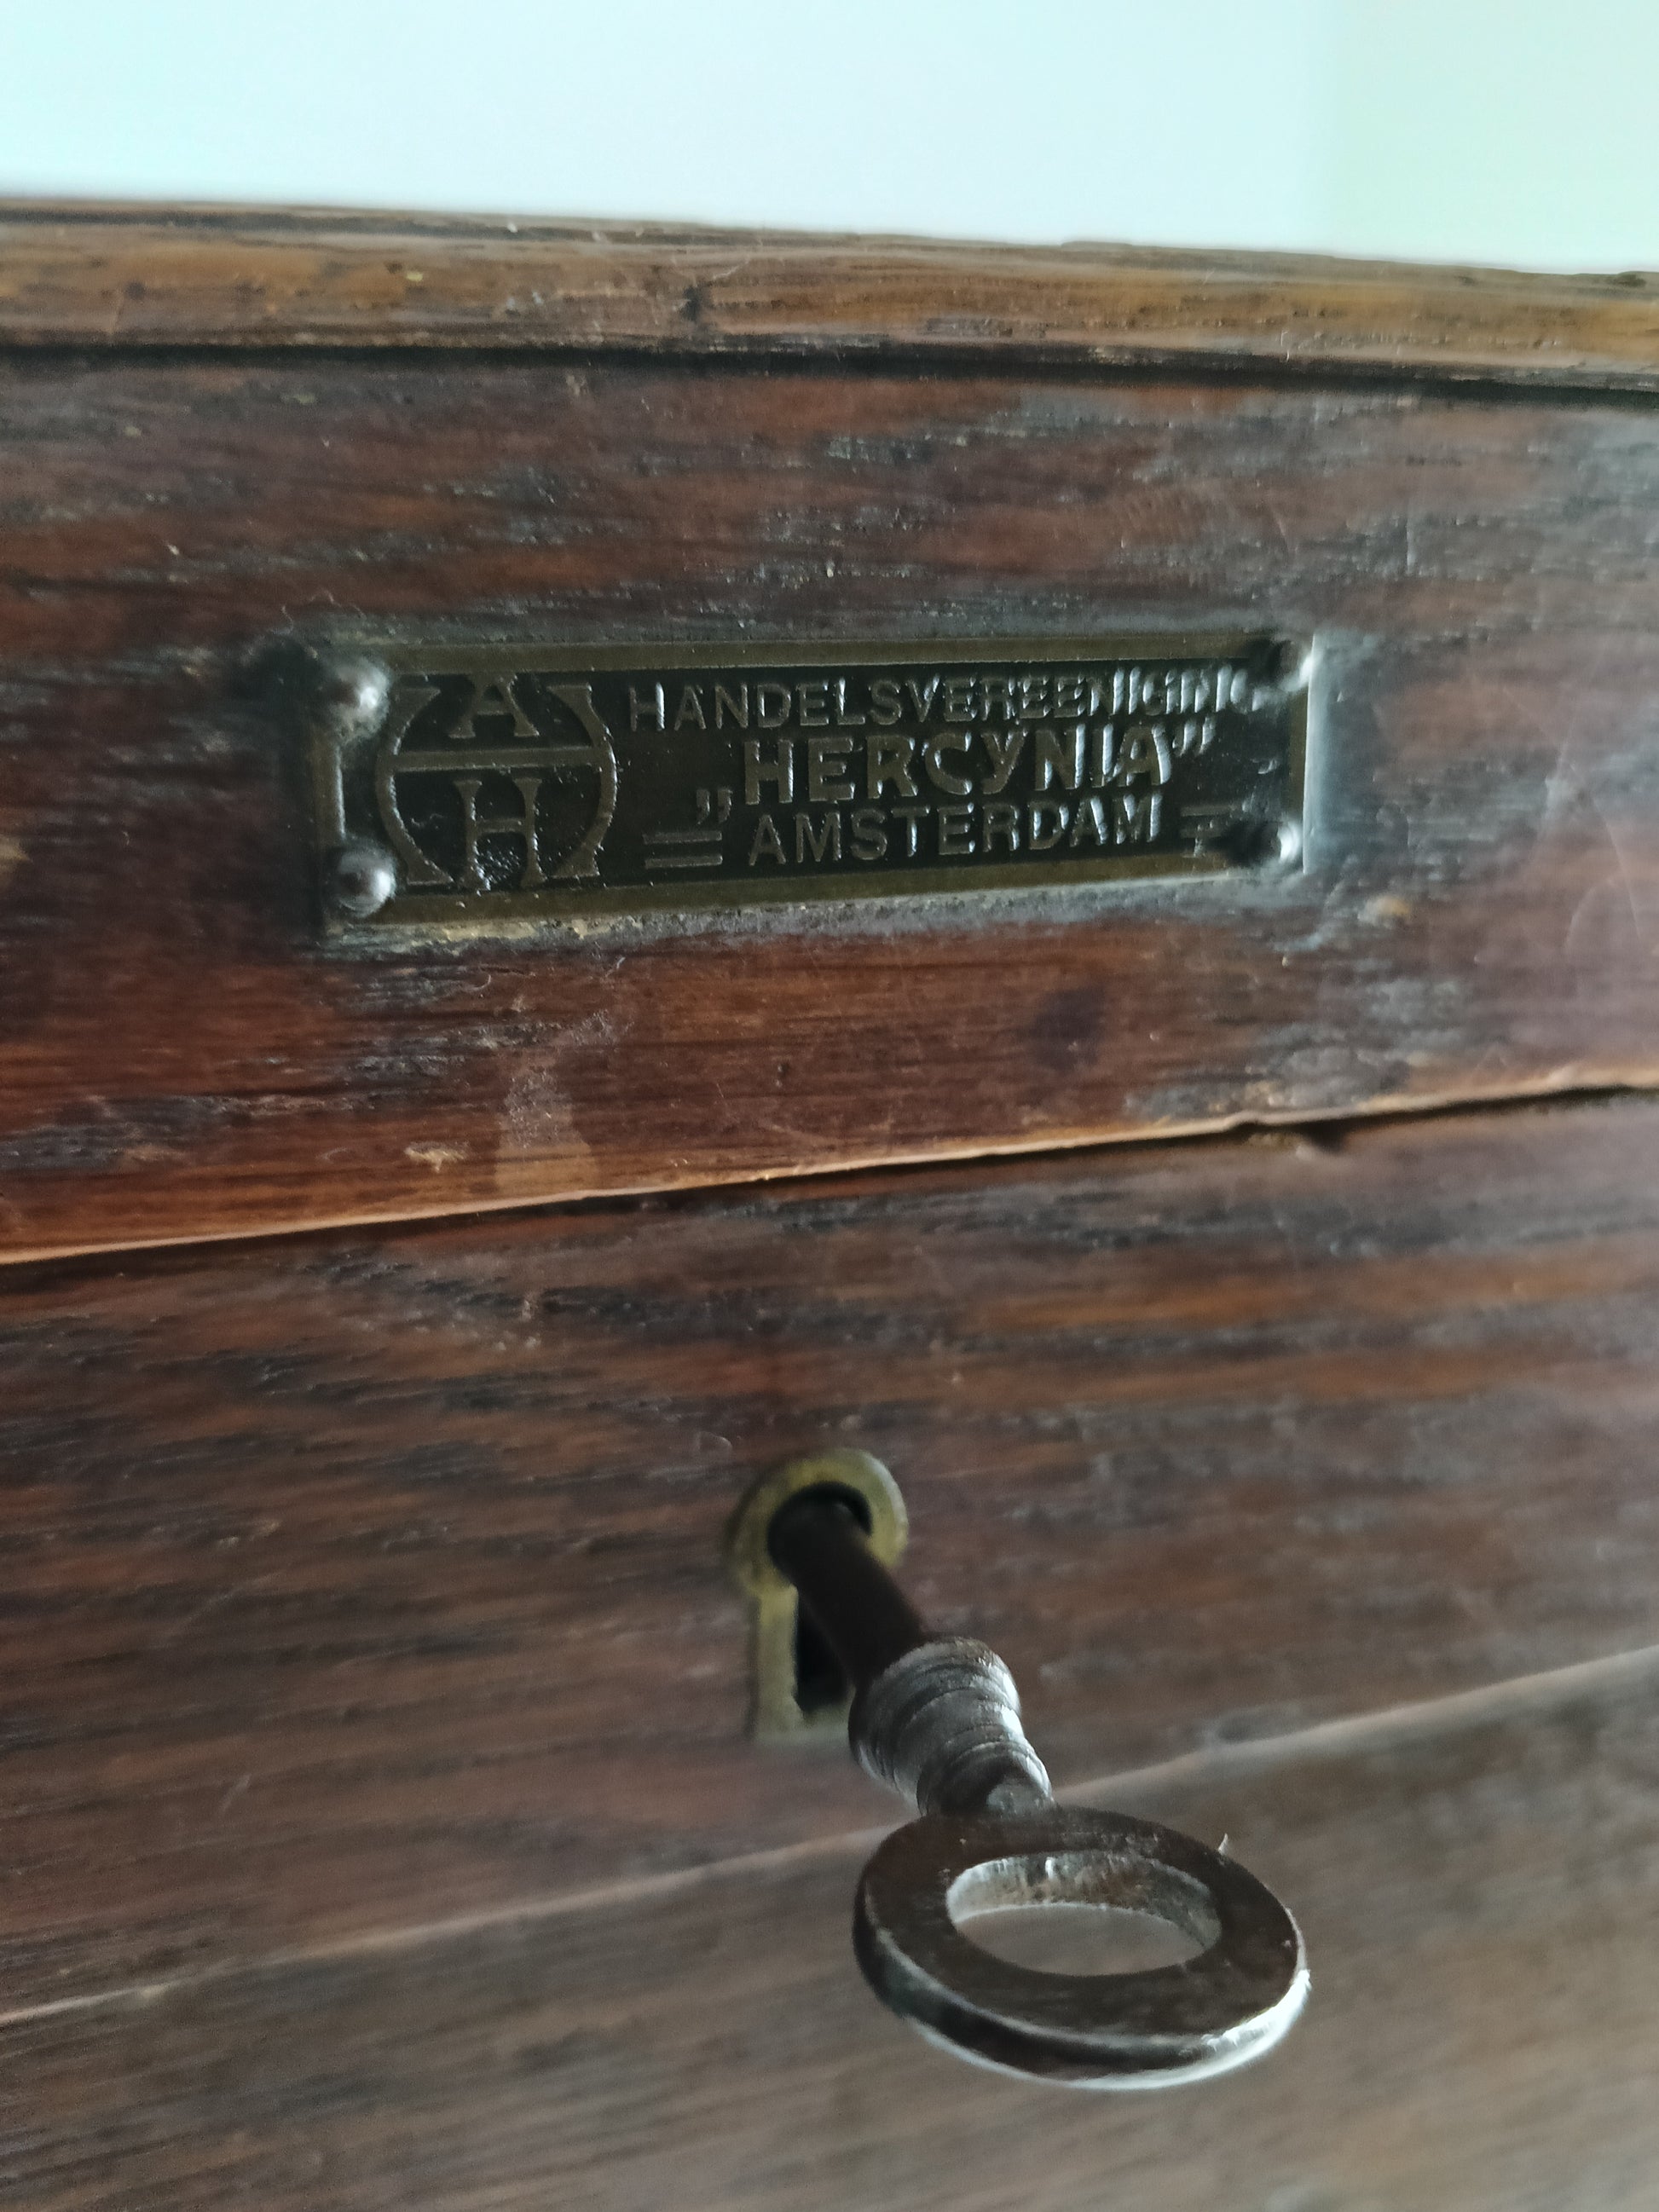 A
H
HANDELSVEREENIGING
„HERCYNIA"
AMSTERDAM